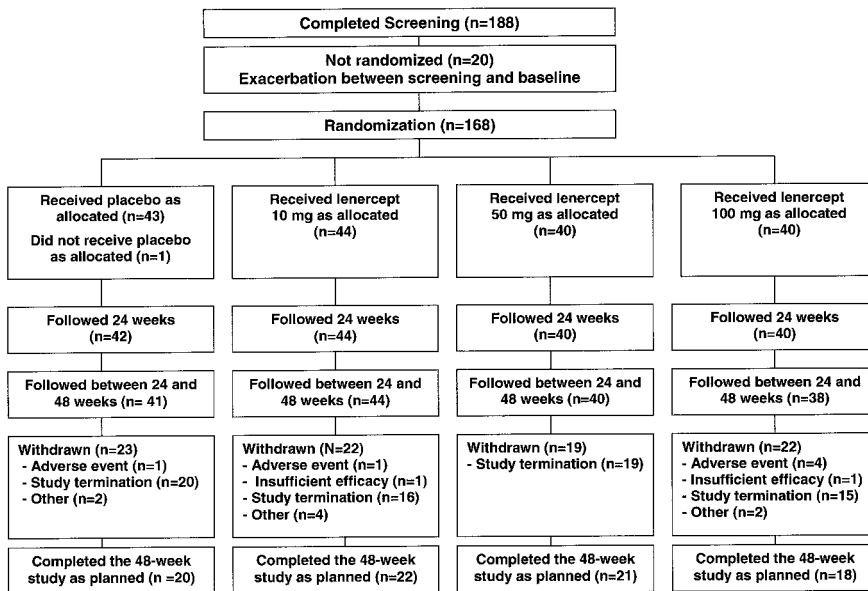 Completed Screening (n=188)
Not randomized (n=20)
Exacerbation between screening and baseline
Randomization (n=168)
Received placebo as
allocated (n=43)
Did not receive placebo
as allocated (n=1)
Received lenercept
10 mg as allocated
(n=44)
Received lenercept
50 mg as allocated
(n=40)
Received lenercept
100 mg as allocated
(n=40)
Followed 24 weeks
(n=42)
Followed 24 weeks
(n=44)
Followed 24 weeks
(n=40)
Followed 24 weeks
(n=40)
Followed between 24 and
48 weeks (n= 41)
Followed between 24 and
48 weeks (n=44)
Followed between 24 and
48 weeks (n=40)
Followed between 24 and
48 weeks (n=38)
Withdrawn (n=23)
- Adverse event (n=1)
- Study termination (n=20)
- Other (n=2)
Withdrawn (N=22)
- Adverse event (n=1)
- Insufficient efficacy (n=1)
- Study termination (n=16)
- Other (n=4)
Withdrawn (n=19)
- Study termination (n=19)
Withdrawn (n=22)
- Adverse event (n=4)
- Insufficient efficacy (n=1)
- Study termination (n=15)
- Other (n=2)
Completed the 48-week
study as planned (n =20)
Completed the 48-week
study as planned (n=22)
Completed the 48-week
study as planned (n=21)
Completed the 48-week
study as planned (n=18)